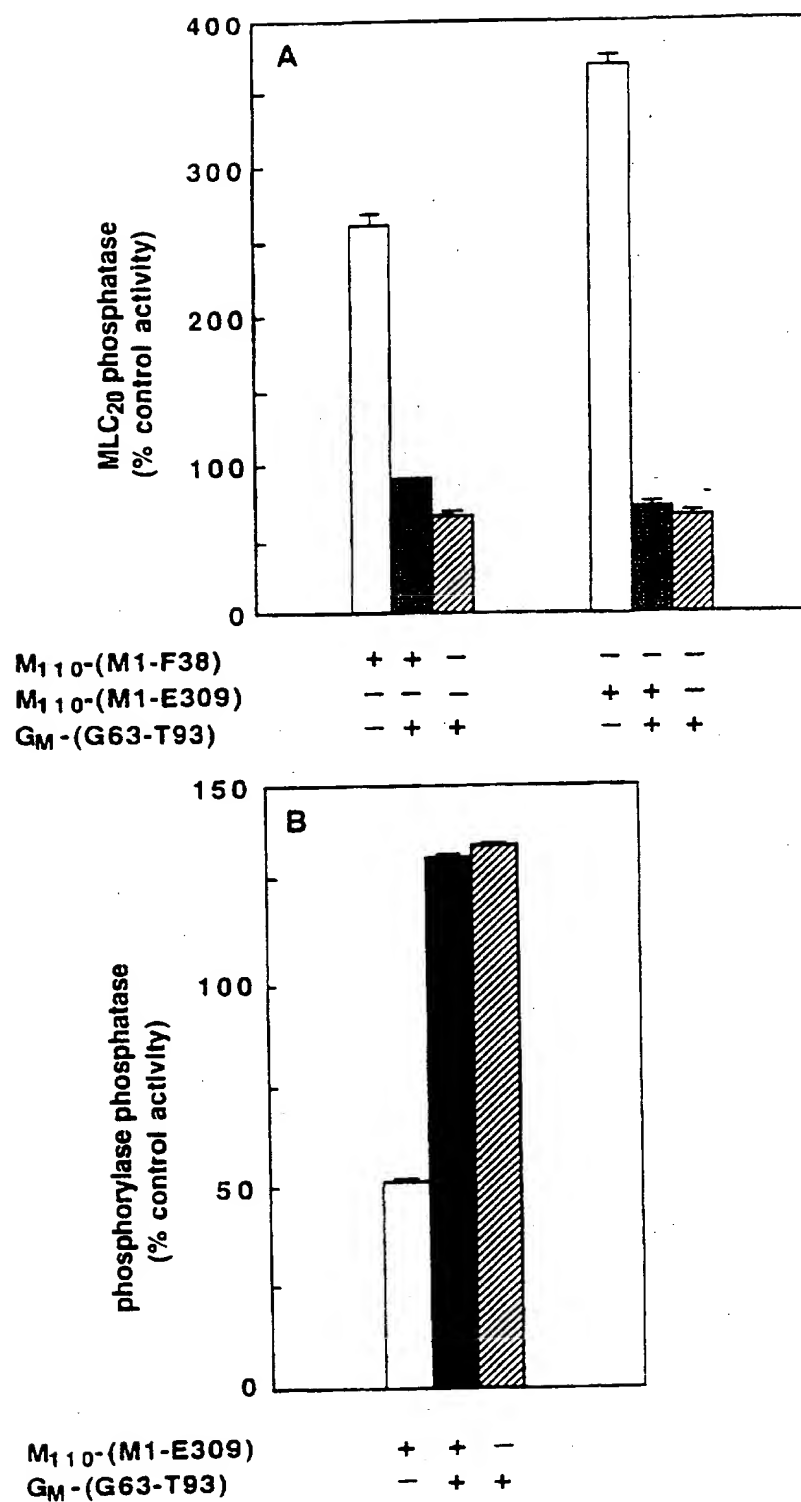 A
400
300
200
100
0
MLC20 phosphatase
(% control activity)
M110-(M1-F38) + + – – – –
M110-(M1-E309) – – – + + –
GM-(G63-T93) – + + – + +
B
150
100
50
0
phosphorylase phosphatase
(% control activity)
M110-(M1-E309) + + –
GM-(G63-T93) – + +